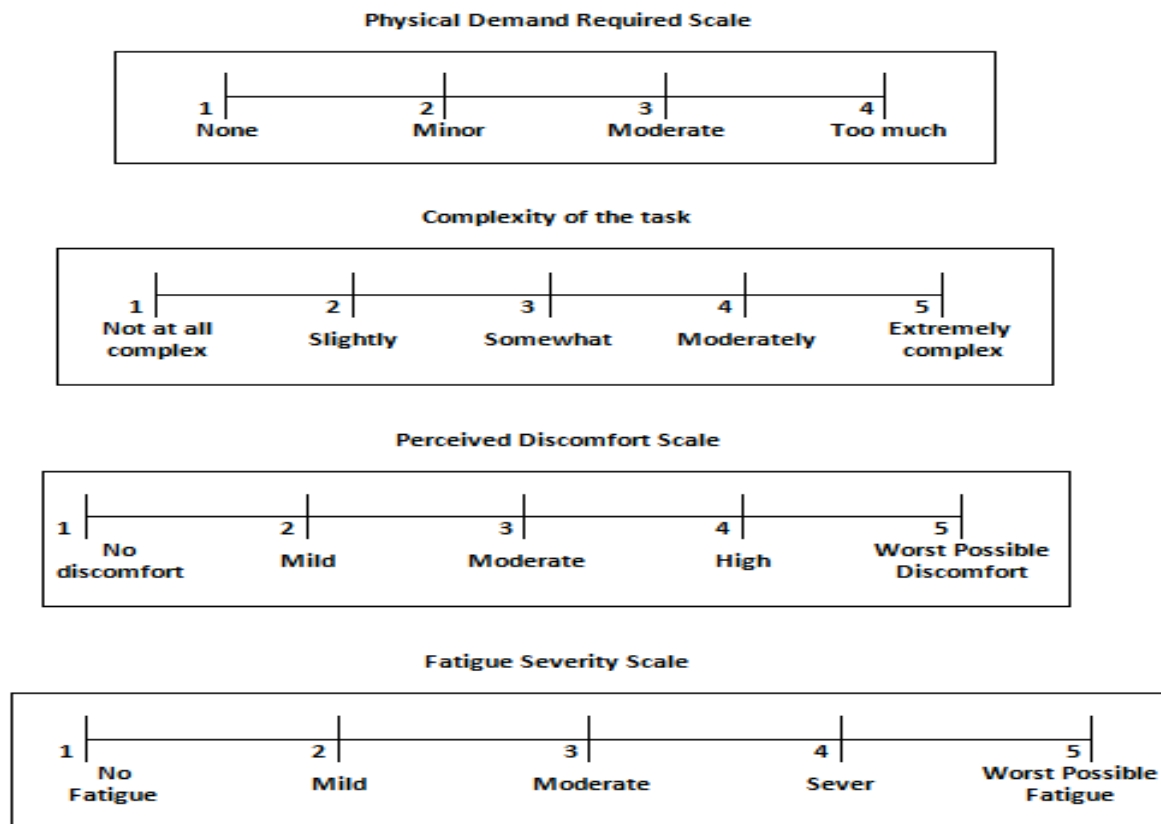 Physical Demand Required Scale
1 2 3 4
None Minor Moderate Too much
Complexity of the task
1 2 3 4 5
Not at all complex Slightly Somewhat Moderately Extremely complex
Perceived Discomfort Scale
1 2 3 4 5
No discomfort Mild Moderate High Worst Possible Discomfort
Fatigue Severity Scale
1 2 3 4 5
No Fatigue Mild Moderate Sever Worst Possible Fatigue